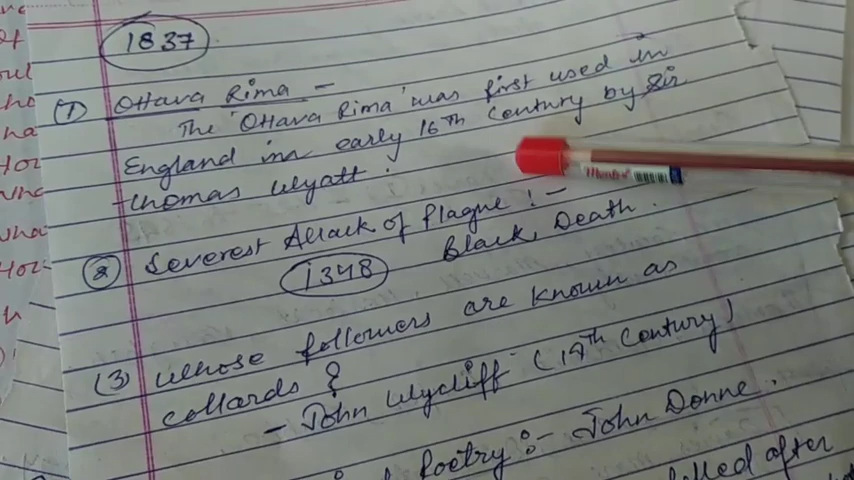 1837
(1) Ottava Rima –
The 'Ottava Rima' was first used in
England in early 16th Century by Sir
Thomas Wyatt.
(2) Severest Attack of Plague :–
1348 Black Death.
(3) Whose followers are known as
collards ?
- John Wycliff (14th Century)
Poetry :- John Donne.
after